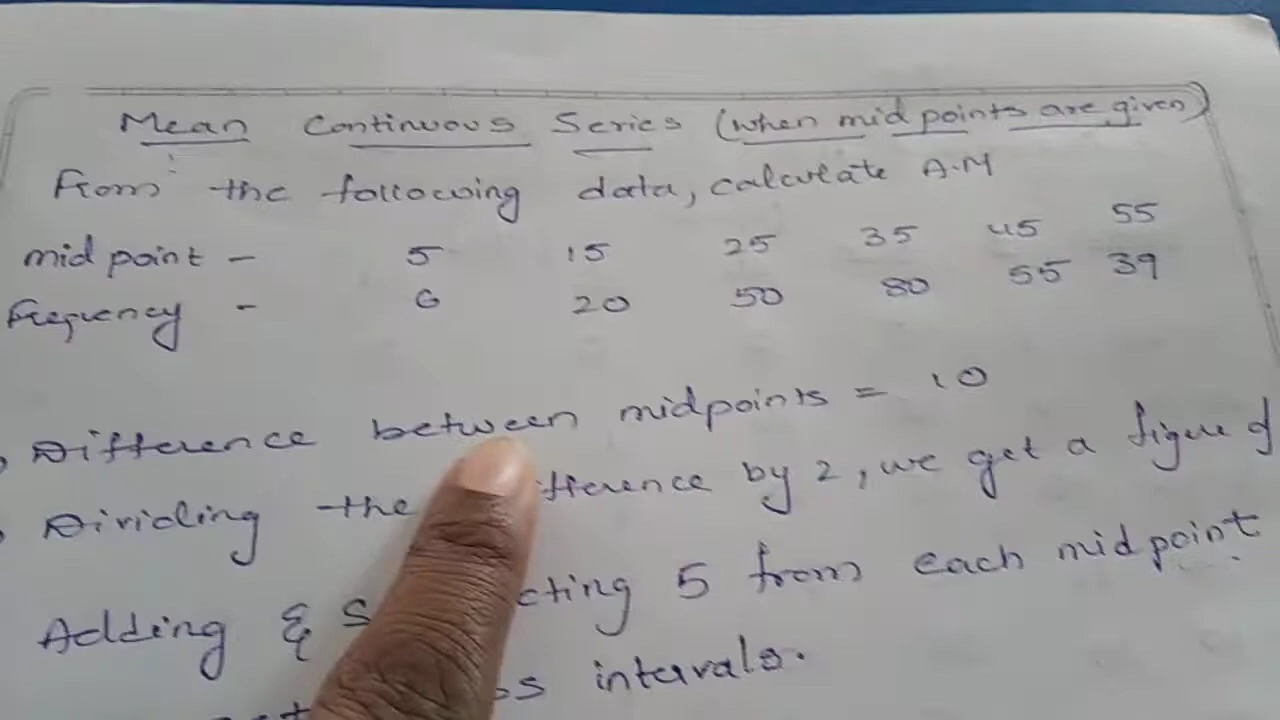 Mean Continuous Series (when mid points are given)
From the following data, calculate A.M
mid point - 5 15 25 35 45 55
Frequency - 6 20 50 80 55 39
Difference between midpoints = 10
Dividing the by 2, we get a figure of
Adding & 5 from each midpoint
intervals.